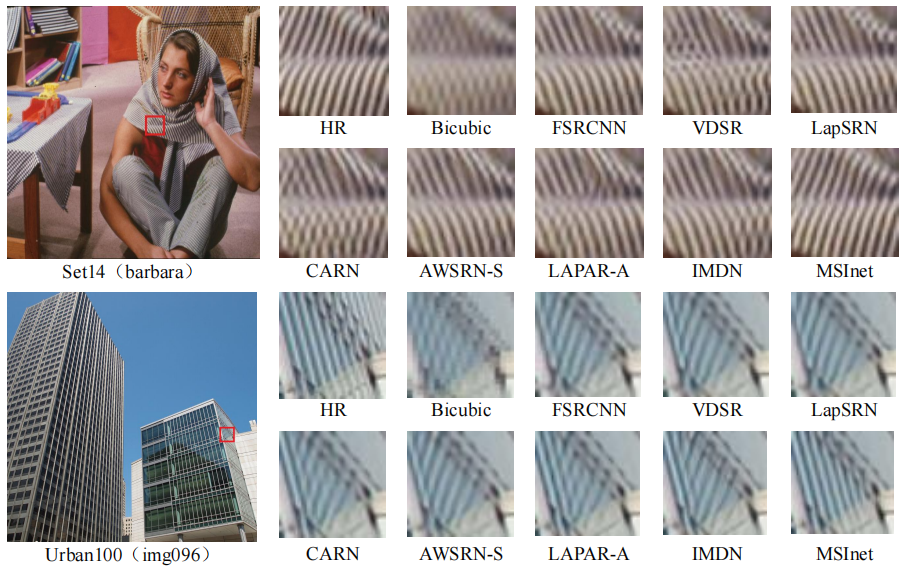 HR Bicubic FSRCNN VDSR LapSRN
CARN AWSRN-S LAPAR-A IMDN MSInet
Set14（barbara）
HR Bicubic FSRCNN VDSR LapSRN
CARN AWSRN-S LAPAR-A IMDN MSInet
Urban100（img096）